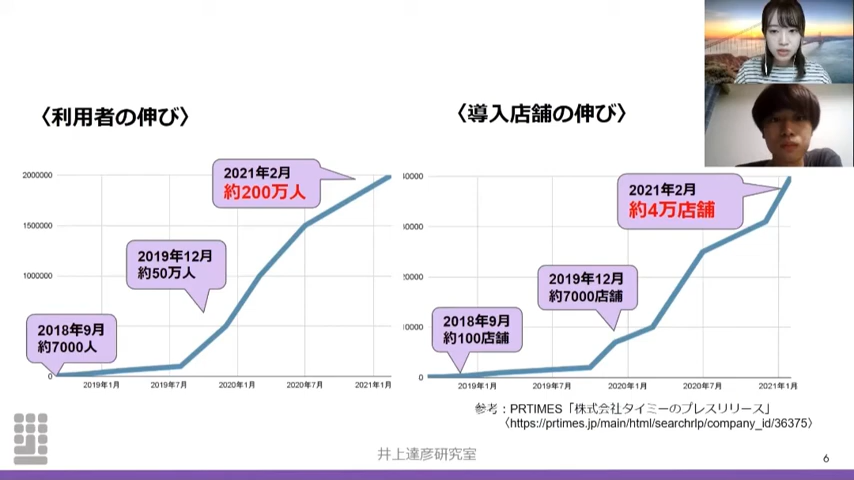 〈利用者の伸び〉
2000000
1500000
1000000
0
2019年1月
2019年7月
2020年1月
2020年7月
2021年1月
2018年9月
約7000人
2019年12月
約50万人
2021年2月
約200万人
〈導入店舗の伸び〉
0000
0000
20000
10000
0
2019年1月
2019年7月
2020年1月
2020年7月
2021年1月
2018年9月
約100店舗
2019年12月
約7000店舗
2021年2月
約4万店舗
参考：PRTIMES「株式会社タイミーのプレスリリース」
〈https://prtimes.jp/main/html/searchrlp/company_id/36375〉
井上達彦研究室
6